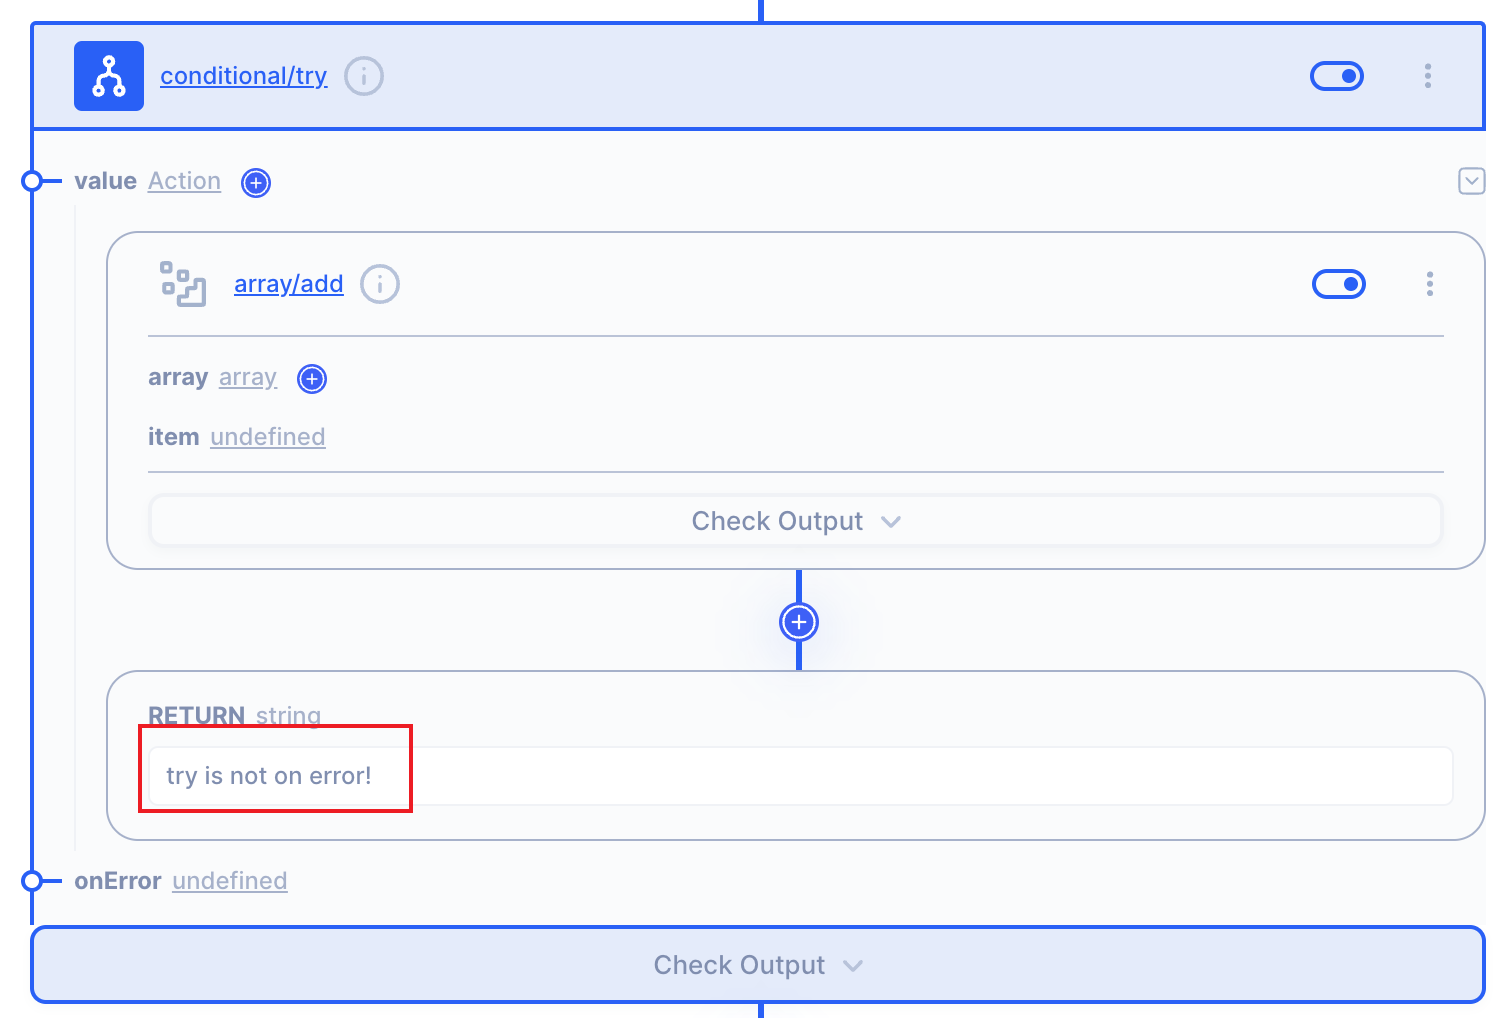 conditional/try
value Action
array/add
array array
item undefined
Check Output
RETURN string
try is not on error!
onError undefined
Check Output